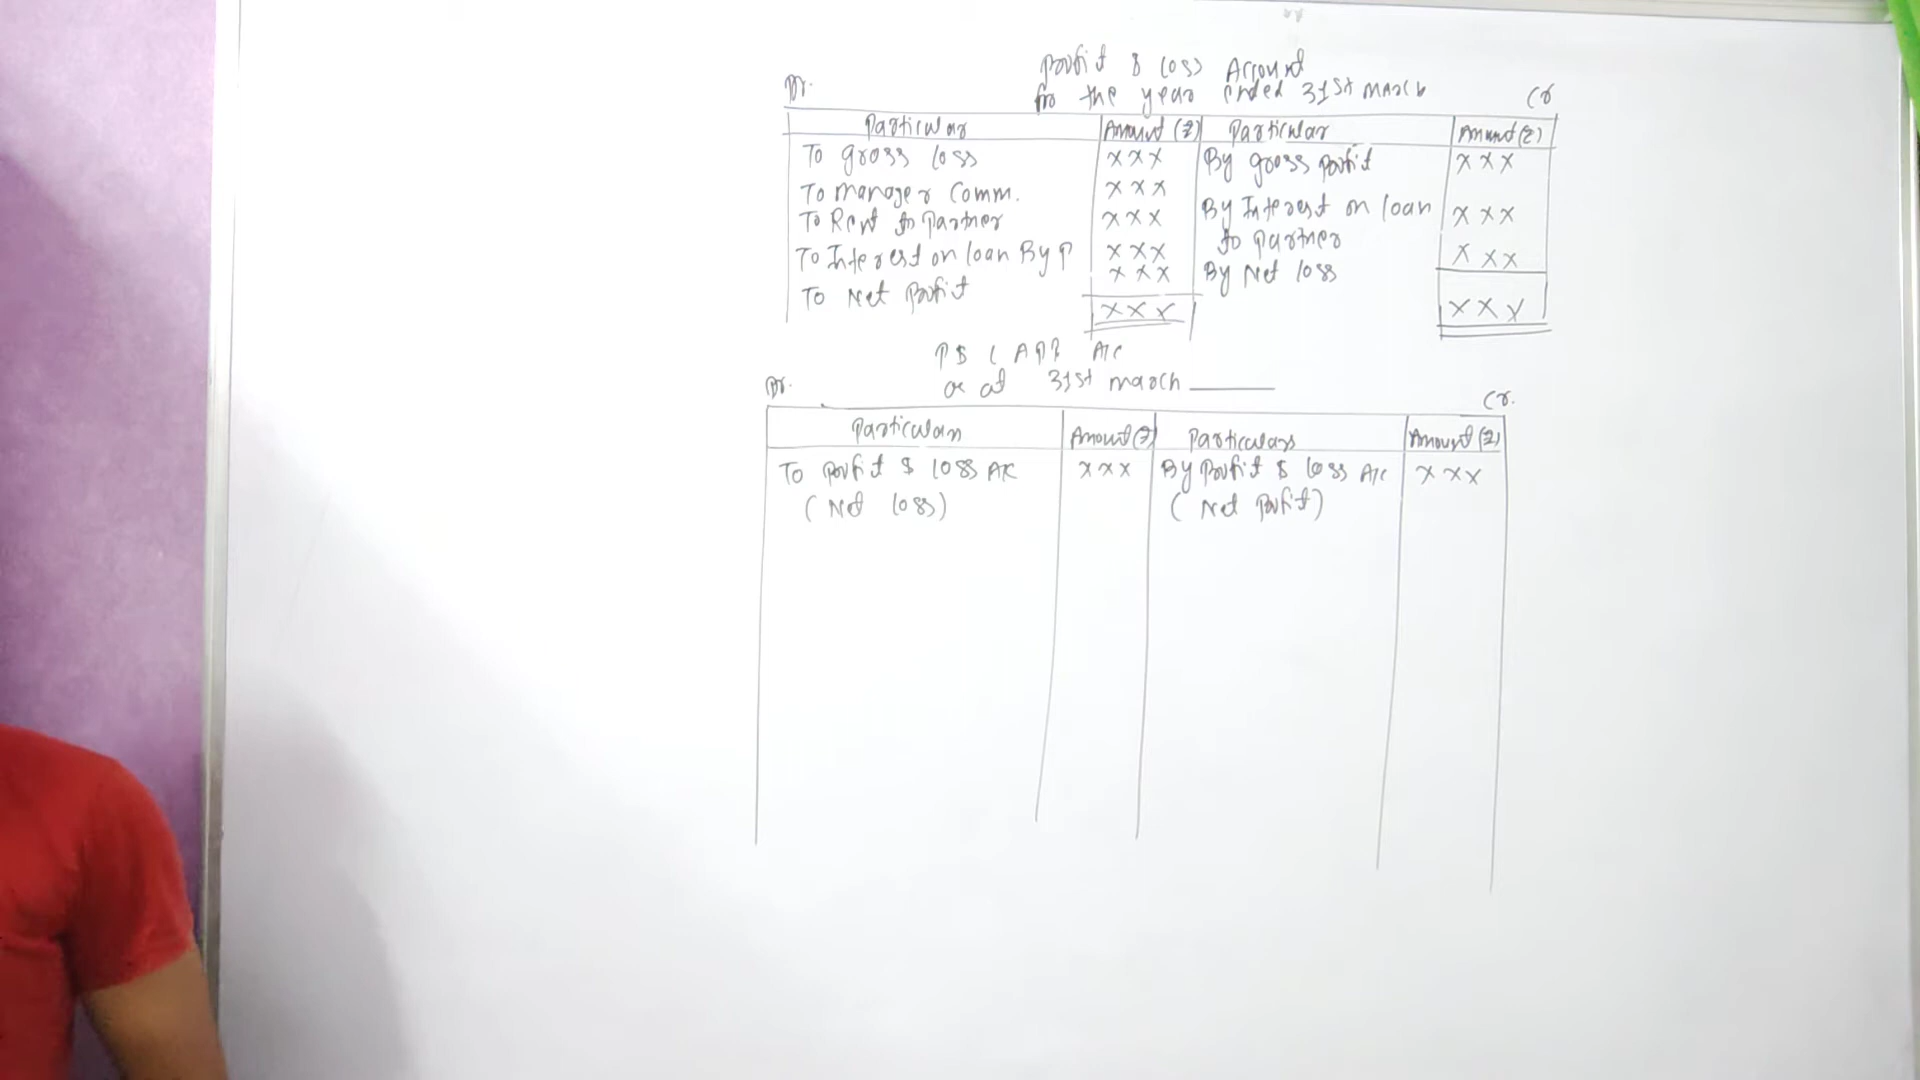 Profit & Loss Account
for the year ended 31st March
Dr.
Cr
Particular Amount (₹) Particular Amount (₹)
To gross loss xxx By gross profit xxx
To manager Comm. xxx
To Rent to Partner xxx By Interest on loan xxx
to partner
To Interest on loan By P xxx xxx
xxx By Net loss
To Net Profit
xxx xxx
P & L APP A/c
as at 31st march
Dr.
Cr.
Particulars Amount (₹) Particulars Amount (₹)
To Profit & Loss A/c xxx By Profit & Loss A/c xxx
(Net loss) (Net Profit)